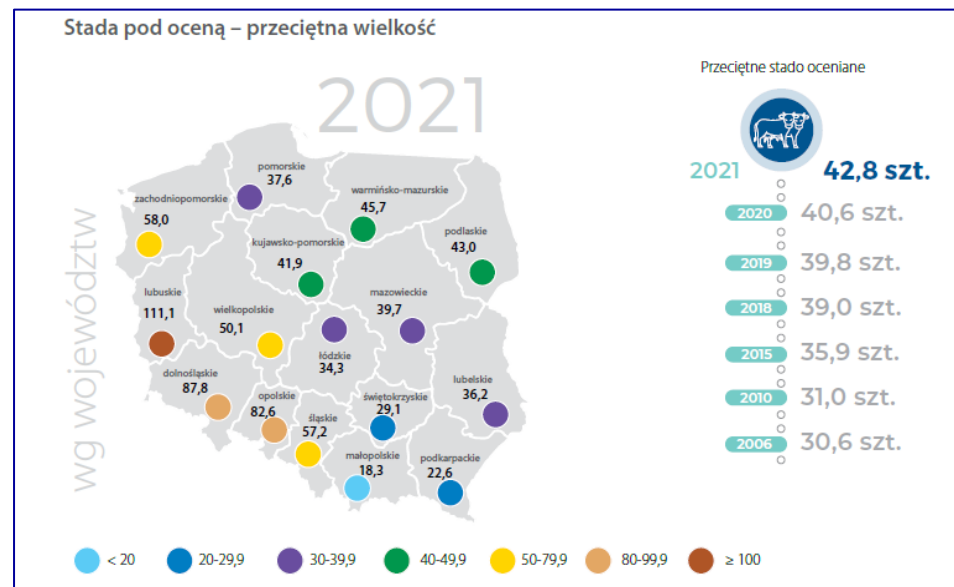 Stada pod oceną – przeciętna wielkość
2021
wg województw
pomorskie
37,6
zachodniopomorskie
58,0
warmińsko-mazurskie
45,7
podlaskie
43,0
kujawsko-pomorskie
41,9
lubuskie
111,1
wielkopolskie
50,1
mazowieckie
39,7
łódzkie
34,3
dolnośląskie
87,8
opolskie
82,6
śląskie
57,2
świętokrzyskie
29,1
lubelskie
36,2
małopolskie
18,3
podkarpackie
22,6
< 20
20-29,9
30-39,9
40-49,9
50-79,9
80-99,9
≥ 100
Przeciętne stado oceniane
2021 42,8 szt.
2020 40,6 szt.
2019 39,8 szt.
2018 39,0 szt.
2015 35,9 szt.
2010 31,0 szt.
2006 30,6 szt.